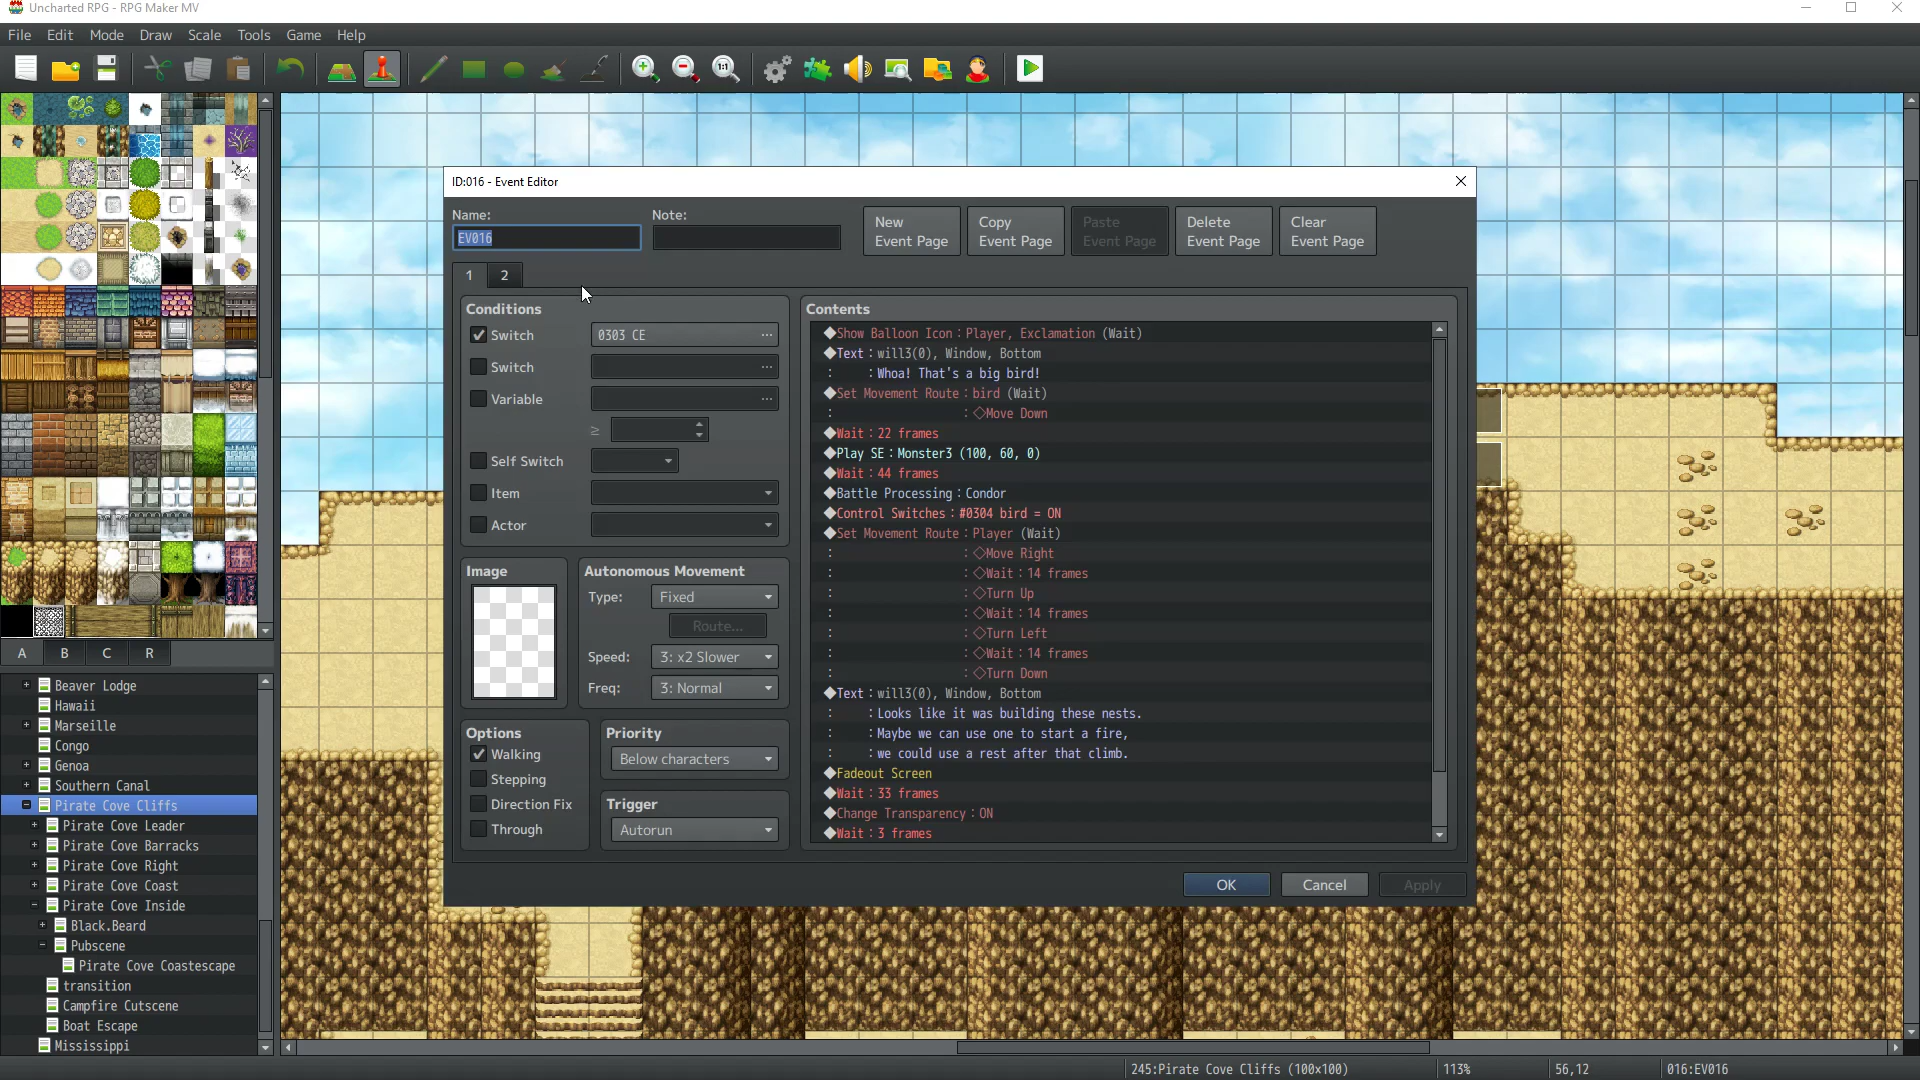 Uncharted RPG - RPG Maker MV
File Edit Mode Draw Scale Tools Game Help
1:1
ID:016 - Event Editor
Name: Note:
EV016
New Event Page
Copy Event Page
Paste Event Page
Delete Event Page
Clear Event Page
1 2
Conditions
Switch 0303 CE ...
Switch ...
Variable ...
≥
Self Switch
Item
Actor
Image
Autonomous Movement
Type: Fixed
Route...
Speed: 3: x2 Slower
Freq: 3: Normal
Options
Walking
Stepping
Direction Fix
Through
Priority
Below characters
Trigger
Autorun
Contents
◆Show Balloon Icon : Player, Exclamation (Wait)
◆Text : will3(0), Window, Bottom
: : Whoa! That's a big bird!
◆Set Movement Route : bird (Wait)
: : ◇Move Down
◆Wait : 22 frames
◆Play SE : Monster3 (100, 60, 0)
◆Wait : 44 frames
◆Battle Processing : Condor
◆Control Switches : #0304 bird = ON
◆Set Movement Route : Player (Wait)
: : ◇Move Right
: : ◇Wait : 14 frames
: : ◇Turn Up
: : ◇Wait : 14 frames
: : ◇Turn Left
: : ◇Wait : 14 frames
: : ◇Turn Down
◆Text : will3(0), Window, Bottom
: : Looks like it was building these nests.
: : Maybe we can use one to start a fire,
: : we could use a rest after that climb.
◆Fadeout Screen
◆Wait : 33 frames
◆Change Transparency : ON
◆Wait : 3 frames
OK Cancel Apply
A B C R
Beaver Lodge
Hawaii
Marseille
Congo
Genoa
Southern Canal
Pirate Cove Cliffs
Pirate Cove Leader
Pirate Cove Barracks
Pirate Cove Right
Pirate Cove Coast
Pirate Cove Inside
Black.Beard
Pubscene
Pirate Cove Coastescape
transition
Campfire Cutscene
Boat Escape
Mississippi
245:Pirate Cove Cliffs (100x100) 113% 56,12 016:EV016